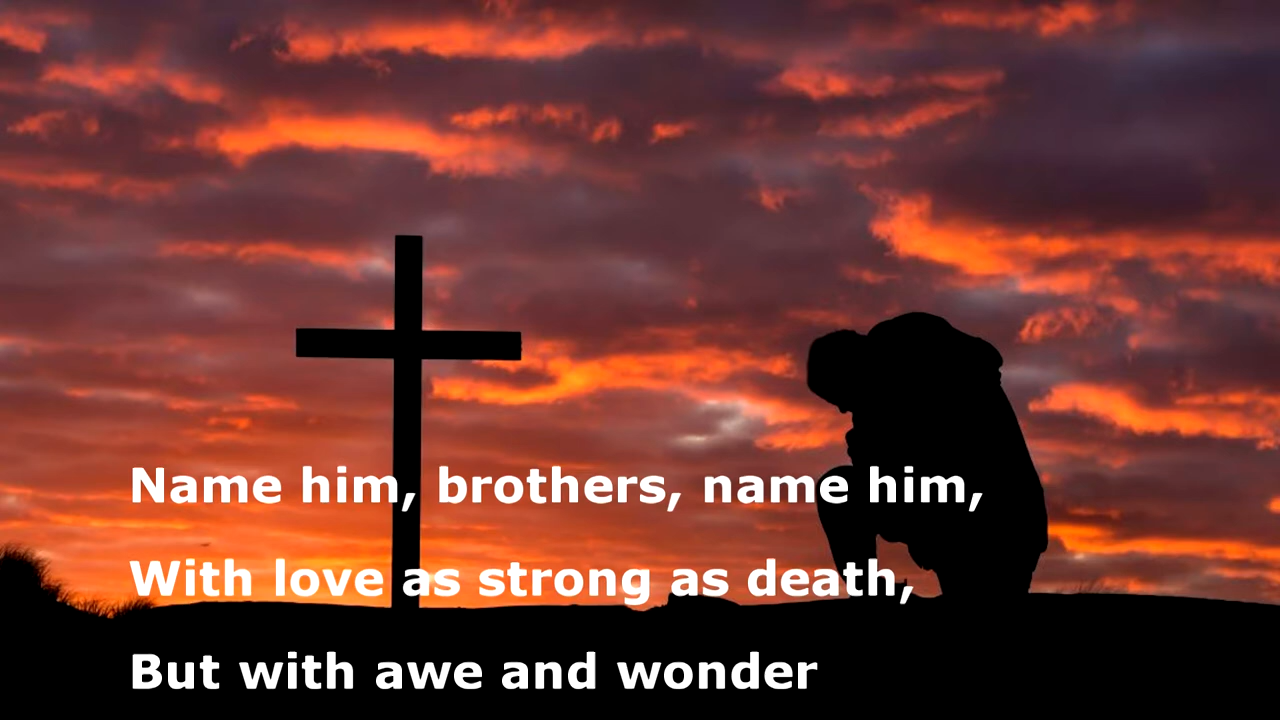 Name him, brothers, name him,
With love as strong as death,
But with awe and wonder